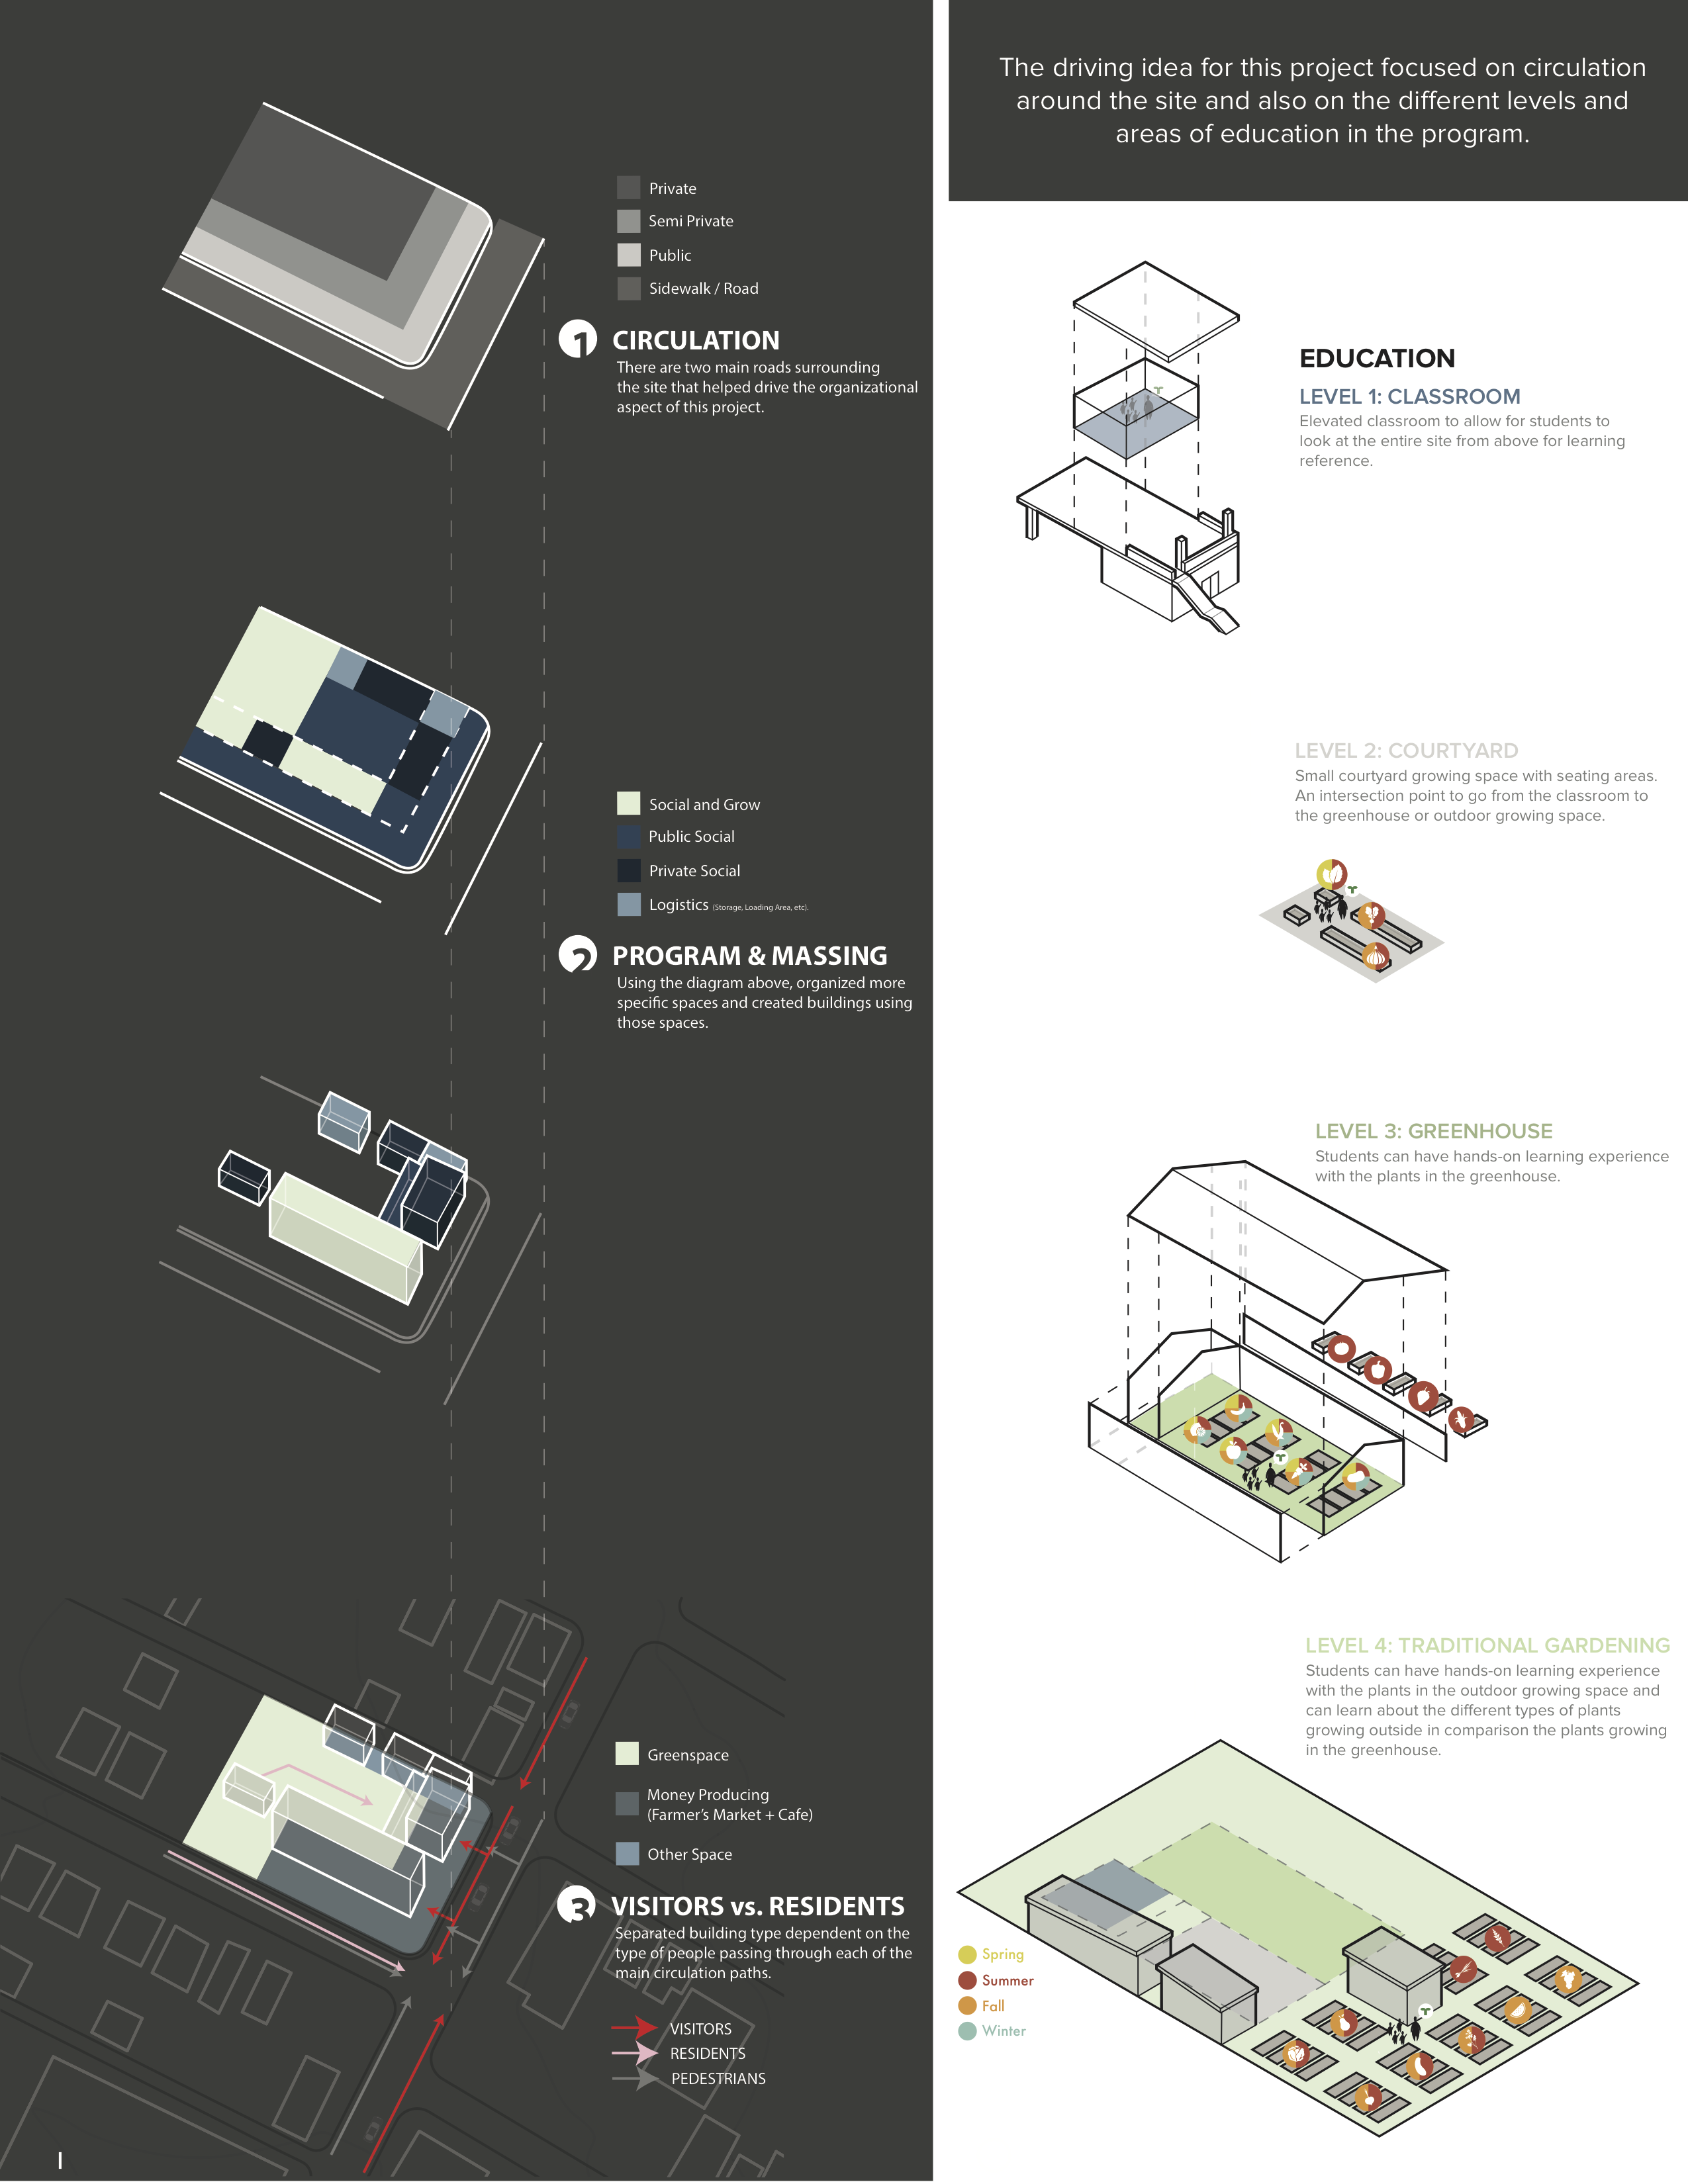 Private
Semi Private
Public
Sidewalk / Road
1 CIRCULATION
There are two main roads surrounding
the site that helped drive the organizational
aspect of this project.
Social and Grow
Public Social
Private Social
Logistics (Storage, Loading Area, etc).
2 PROGRAM & MASSING
Using the diagram above, organized more
specific spaces and created buildings using
those spaces.
Greenspace
Money Producing
(Farmer's Market + Cafe)
Other Space
3 VISITORS vs. RESIDENTS
Separated building type dependent on the
type of people passing through each of the
main circulation paths.
VISITORS
RESIDENTS
PEDESTRIANS
The driving idea for this project focused on circulation
around the site and also on the different levels and
areas of education in the program.
EDUCATION
LEVEL 1: CLASSROOM
Elevated classroom to allow for students to
look at the entire site from above for learning
reference.
LEVEL 2: COURTYARD
Small courtyard growing space with seating areas.
An intersection point to go from the classroom to
the greenhouse or outdoor growing space.
LEVEL 3: GREENHOUSE
Students can have hands-on learning experience
with the plants in the greenhouse.
LEVEL 4: TRADITIONAL GARDENING
Students can have hands-on learning experience
with the plants in the outdoor growing space and
can learn about the different types of plants
growing outside in comparison the plants growing
in the greenhouse.
Spring
Summer
Fall
Winter